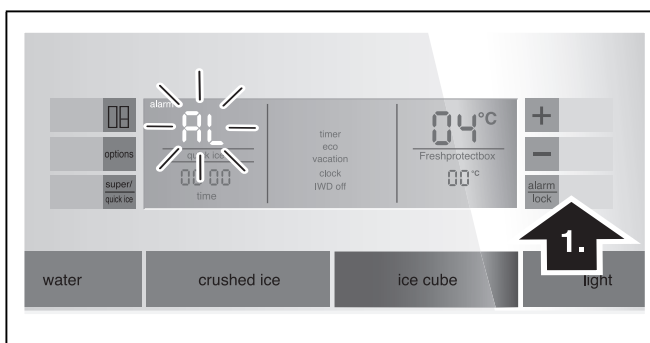 alarm
AL
quick ice
00:00
time
timer
eco
vacation
clock
IWD off
04°C
Freshprotectbox
00°C
options
super/
quick ice
+
−
alarm
lock
1.
water
crushed ice
ice cube
light